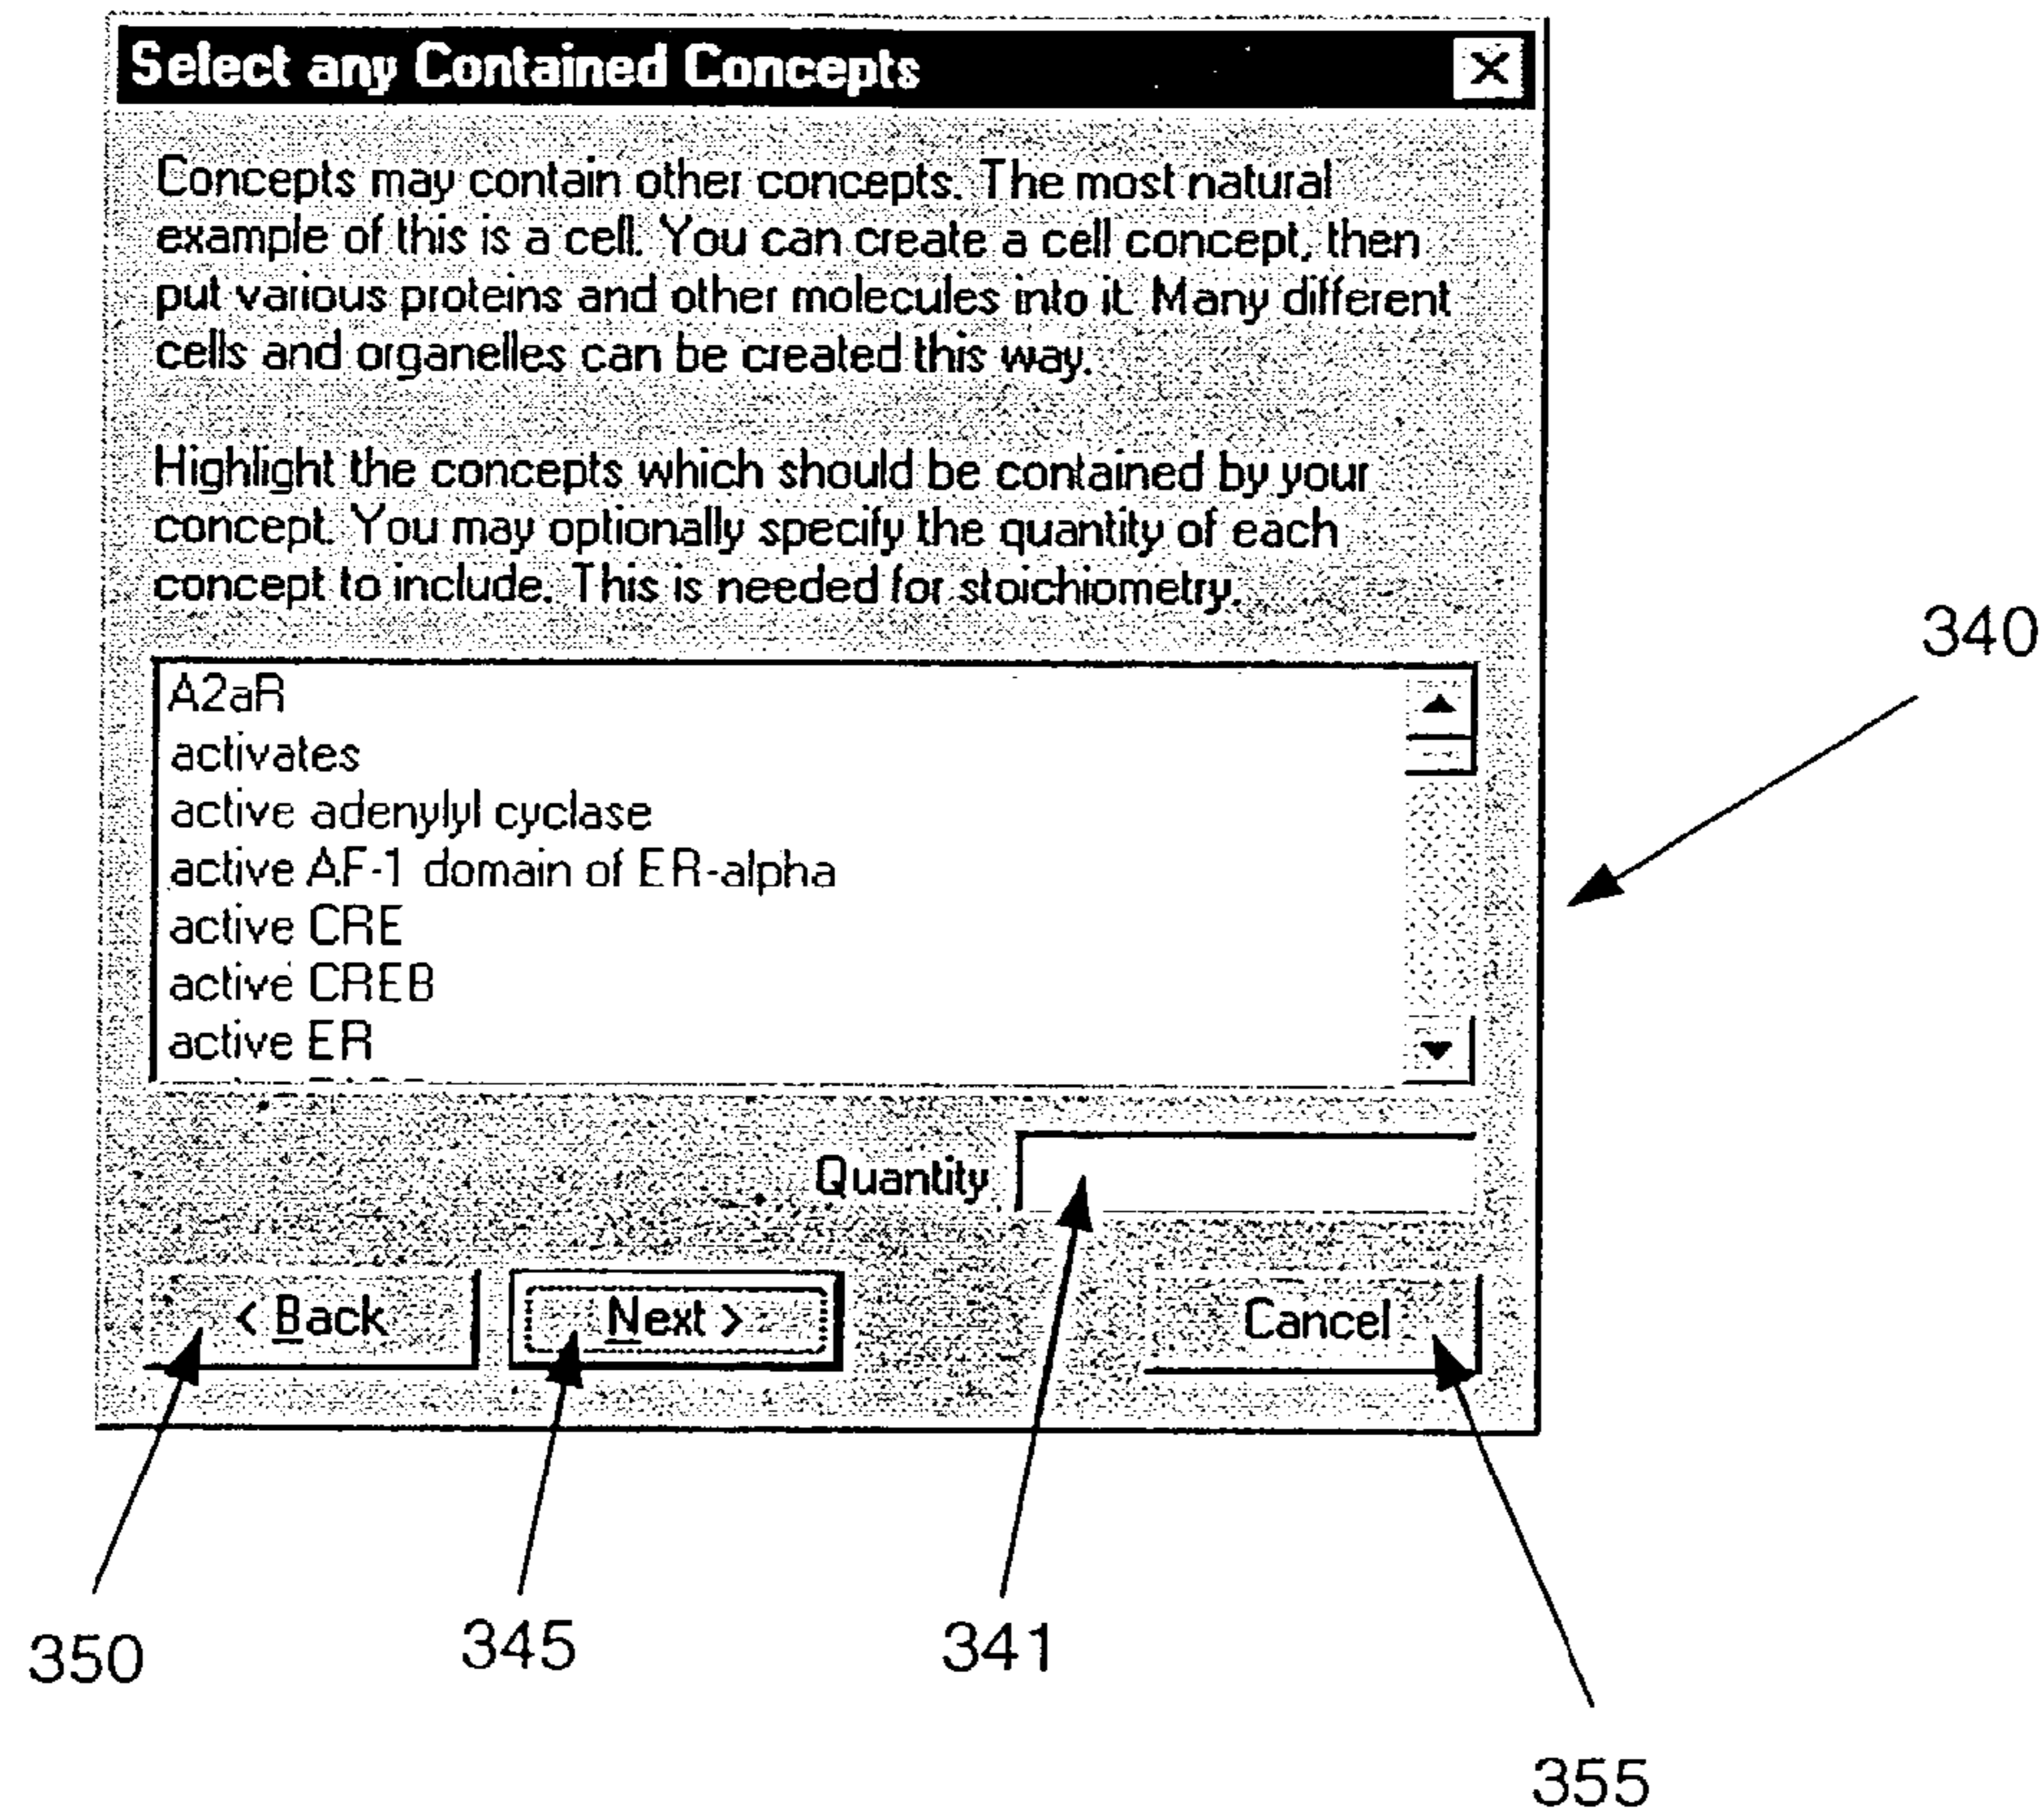 Select any Contained Concepts
Concepts may contain other concepts. The most natural
example of this is a cell. You can create a cell concept, then
put various proteins and other molecules into it. Many different
cells and organelles can be created this way.
Highlight the concepts which should be contained by your
concept. You may optionally specify the quantity of each
concept to include. This is needed for stoichiometry.
340
A2aR
activates
active adenylyl cyclase
active AF-1 domain of ER-alpha
active CRE
active CREB
active ER
Quantity
< Back
Next >
Cancel
350
345
341
355